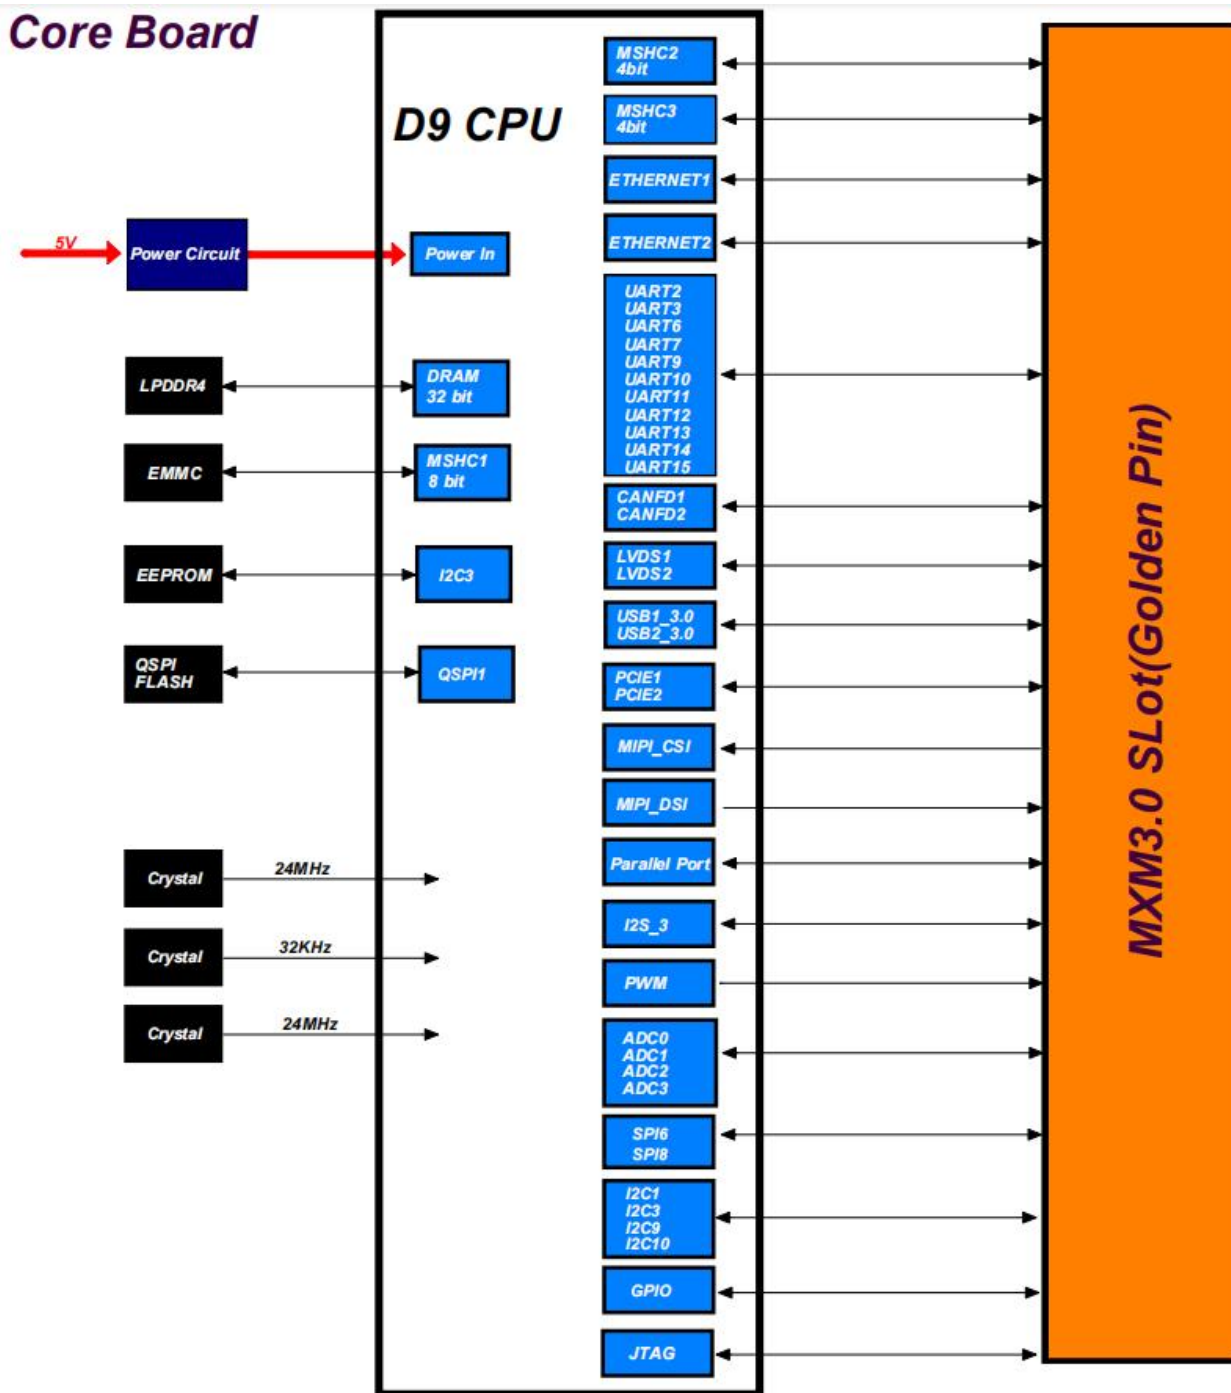 Core Board
D9 CPU
5V
Power Circuit
Power In
LPDDR4
DRAM
32 bit
EMMC
MSHC1
8 bit
EEPROM
I2C3
QSPI
FLASH
QSPI1
Crystal
24MHz
Crystal
32KHz
Crystal
24MHz
MSHC2
4bit
MSHC3
4bit
ETHERNET1
ETHERNET2
UART2
UART3
UART6
UART7
UART9
UART10
UART11
UART12
UART13
UART14
UART15
CANFD1
CANFD2
LVDS1
LVDS2
USB1_3.0
USB2_3.0
PCIE1
PCIE2
MIPI_CSI
MIPI_DSI
Parallel Port
I2S_3
PWM
ADC0
ADC1
ADC2
ADC3
SPI6
SPI8
I2C1
I2C3
I2C9
I2C10
GPIO
JTAG
MXM3.0 SLot(Golden Pin)